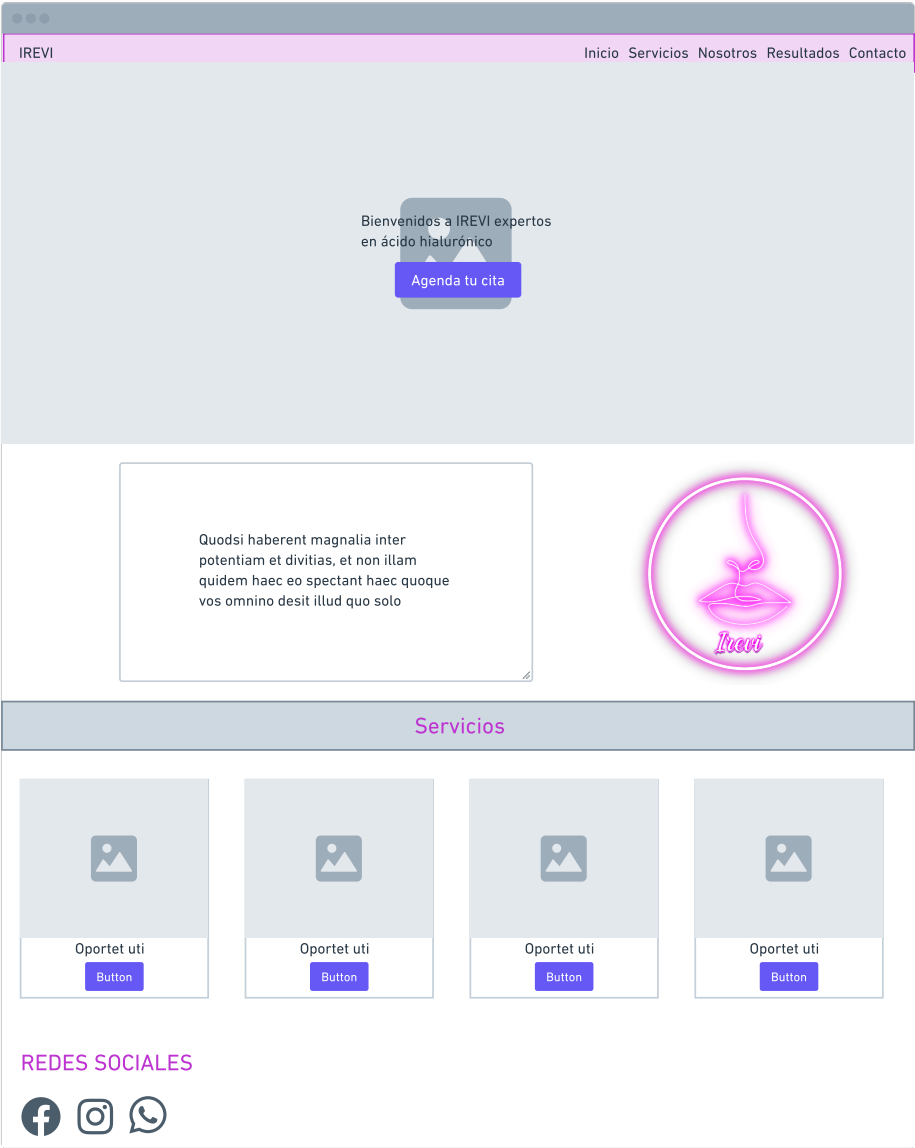 IREVI
Inicio Servicios Nosotros Resultados Contacto
Bienvenidos a IREVI expertos
en ácido hialurónico
Agenda tu cita
Quodsi haberent magnalia inter
potentiam et divitias, et non illam
quidem haec eo spectant haec quoque
vos omnino desit illud quo solo
Irevi
Servicios
Oportet uti
Button
Oportet uti
Button
Oportet uti
Button
Oportet uti
Button
REDES SOCIALES